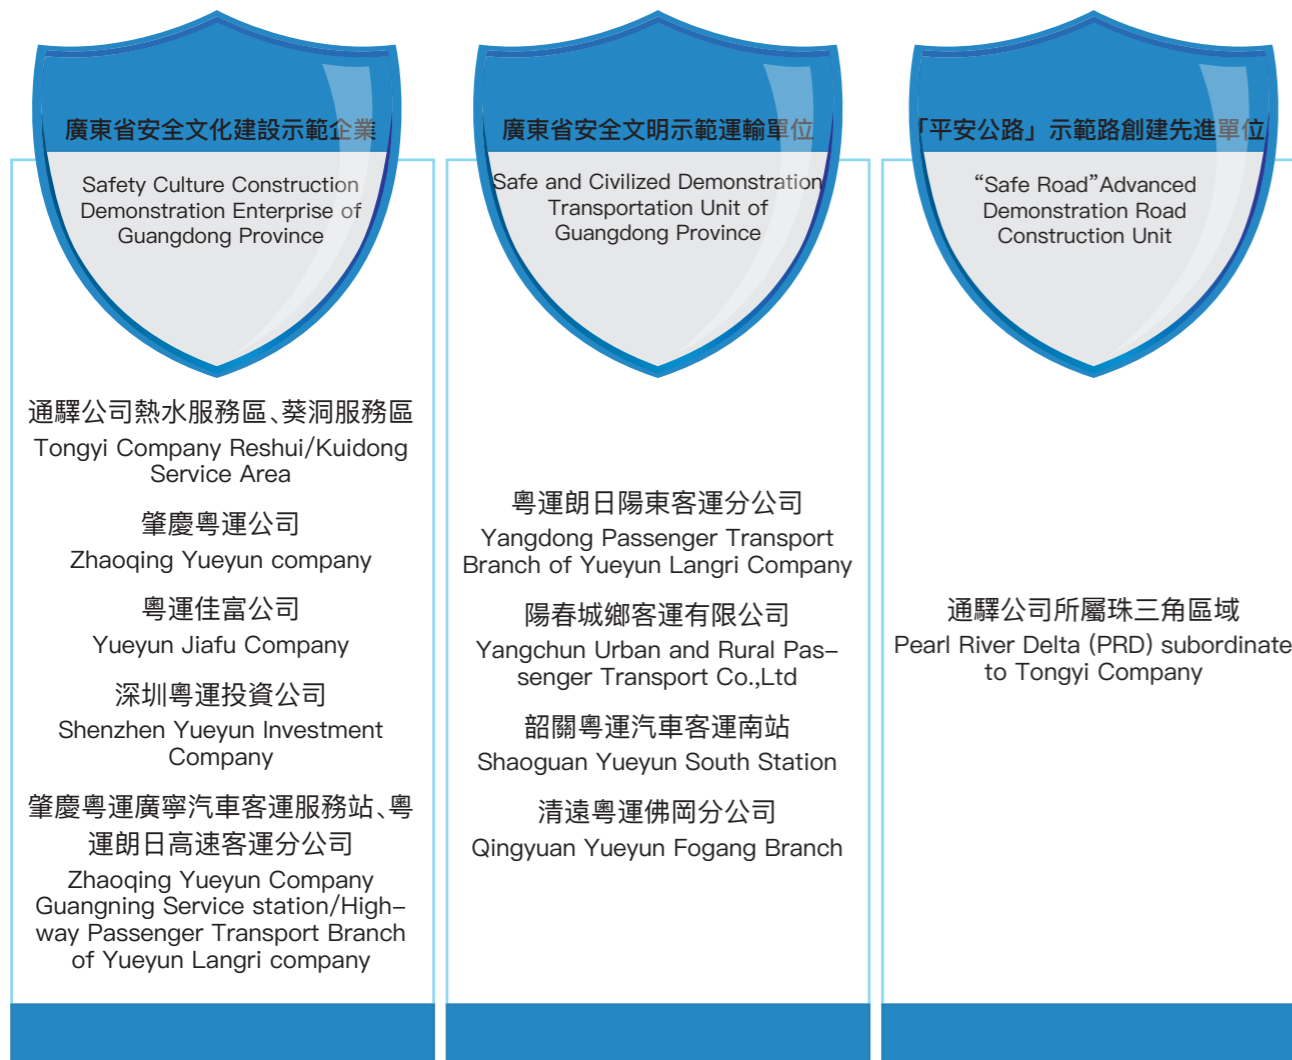 廣東省安全文化建設示範企業
Safety Culture Construction
Demonstration Enterprise of
Guangdong Province
通驛公司熱水服務區、葵洞服務區
Tongyi Company Reshui/Kuidong
Service Area
肇慶粵運公司
Zhaoqing Yueyun company
粵運佳富公司
Yueyun Jiafu Company
深圳粵運投資公司
Shenzhen Yueyun Investment
Company
肇慶粵運廣寧汽車客運服務站、粵
運朗日高速客運分公司
Zhaoqing Yueyun Company
Guangning Service station/High-
way Passenger Transport Branch
of Yueyun Langri company
廣東省安全文明示範運輸單位
Safe and Civilized Demonstration
Transportation Unit of
Guangdong Province
粵運朗日陽東客運分公司
Yangdong Passenger Transport
Branch of Yueyun Langri Company
陽春城鄉客運有限公司
Yangchun Urban and Rural Pas-
senger Transport Co.,Ltd
韶關粵運汽車客運南站
Shaoguan Yueyun South Station
清遠粵運佛岡分公司
Qingyuan Yueyun Fogang Branch
「平安公路」示範路創建先進單位
“Safe Road”Advanced
Demonstration Road
Construction Unit
通驛公司所屬珠三角區域
Pearl River Delta (PRD) subordinate
to Tongyi Company